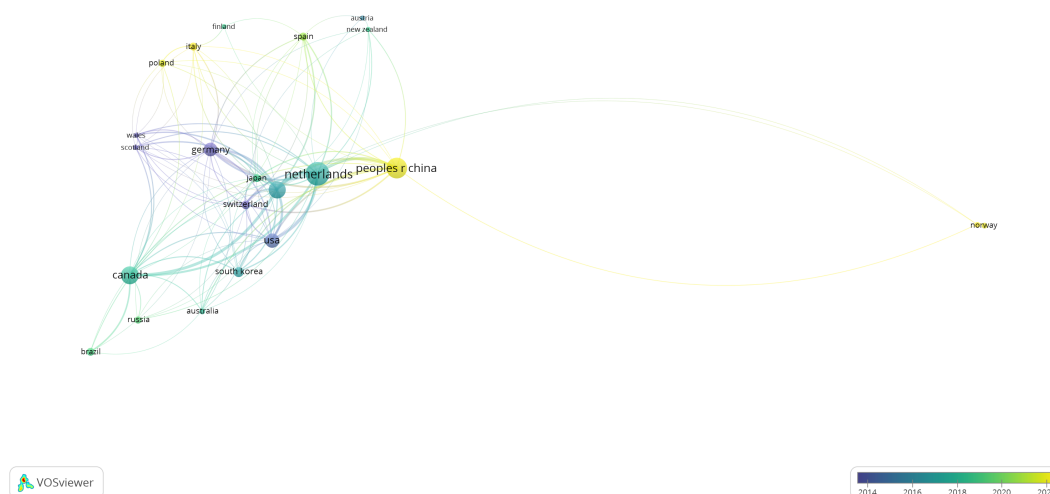 finland
austria
new zealand
spain
italy
poland
wales
scotland
germany
japan
netherlands
peoples r china
switzerland
norway
usa
canada
south korea
australia
russia
brazil
VOSviewer
2014 2016 2018 2020